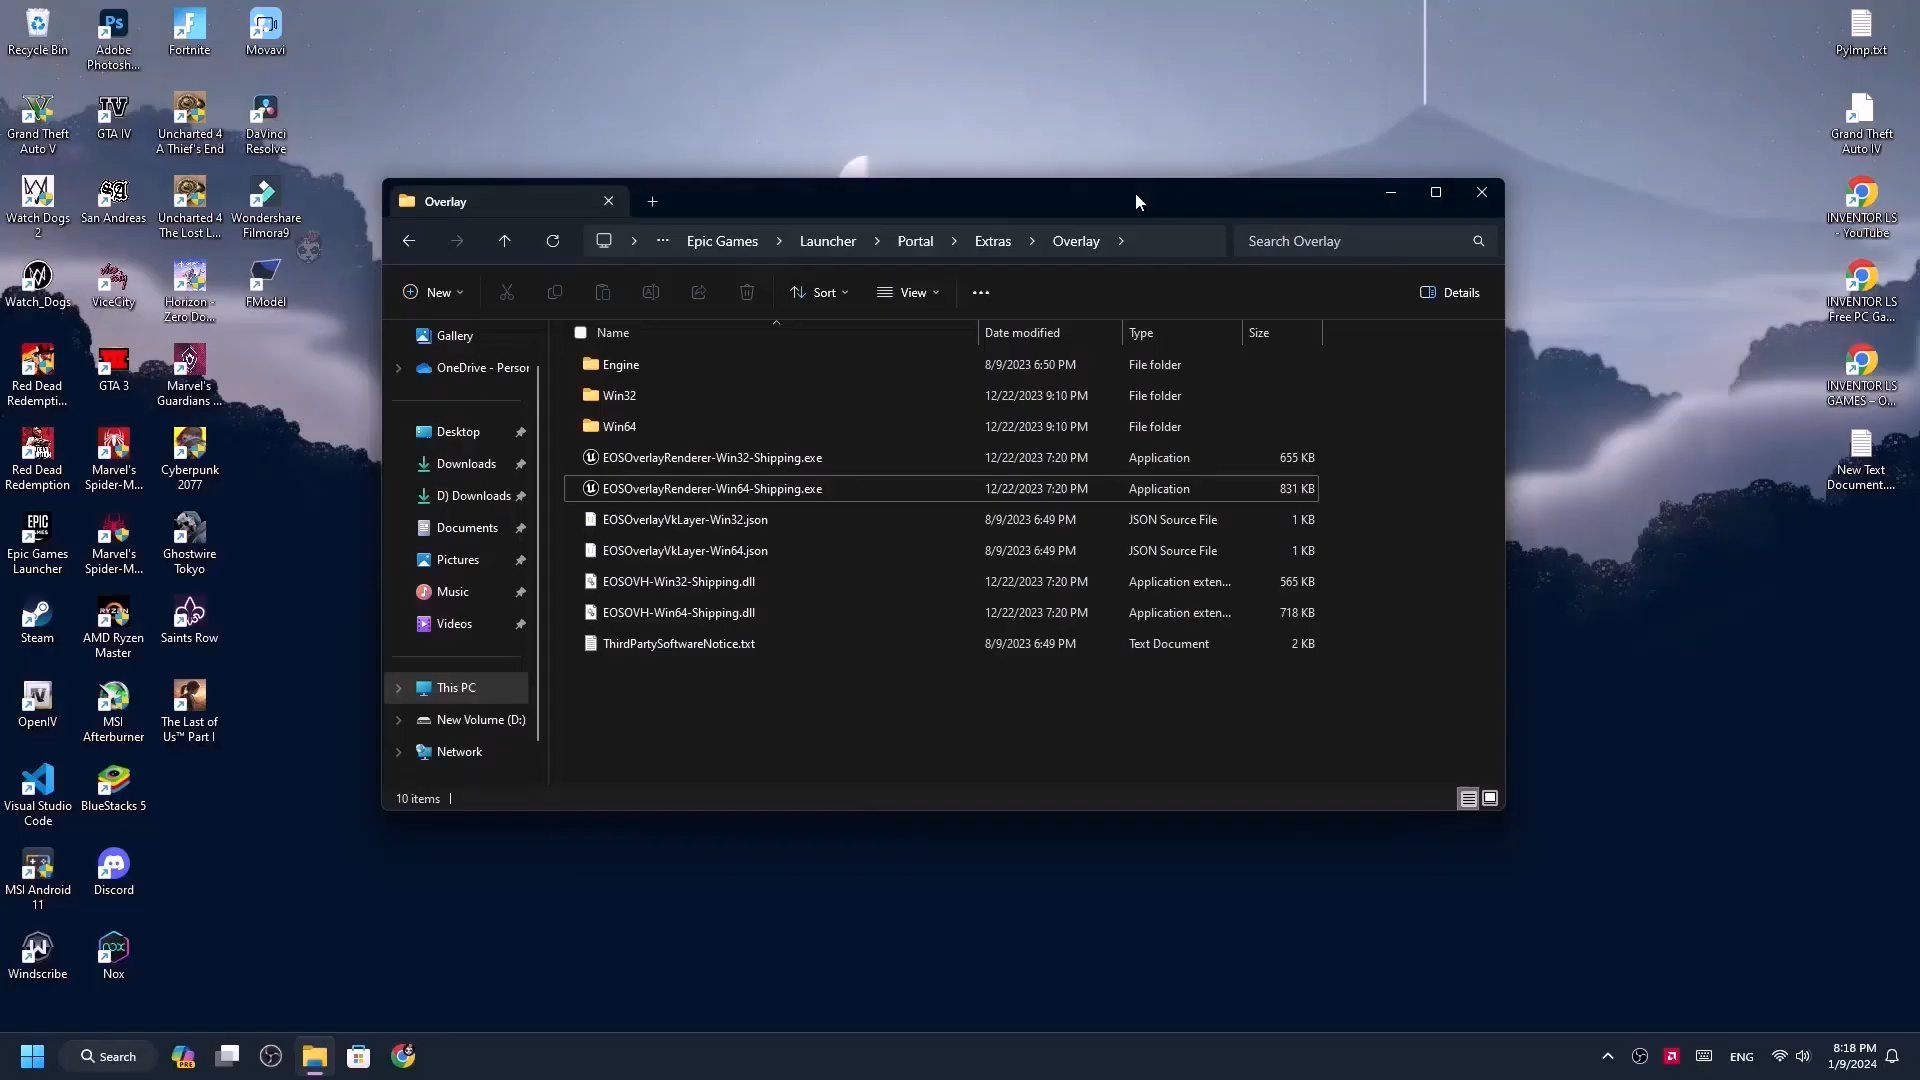 Recycle Bin
Adobe
Photosh...
Fortnite
Movavi
Grand Theft
Auto V
GTA IV
Uncharted 4
A Thief's End
DaVinci
Resolve
Watch Dogs
2
San Andreas
Uncharted 4
The Lost L...
Wondershare
Filmora9
Watch_Dogs
ViceCity
Horizon -
Zero Do...
FModel
Red Dead
Redempti...
GTA 3
Marvel's
Guardians ...
Red Dead
Redemption
Marvel's
Spider-M...
Cyberpunk
2077
Epic Games
Launcher
Marvel's
Spider-M...
Ghostwire
Tokyo
Steam
AMD Ryzen
Master
Saints Row
OpenIV
MSI
Afterburner
The Last of
Us™ Part I
Visual Studio
Code
BlueStacks 5
MSI Android
11
Discord
Windscribe
Nox
Overlay
Epic Games
Launcher
Portal
Extras
Overlay
Search Overlay
New
Sort
View
Details
Gallery
OneDrive - Persor
Desktop
Downloads
D) Downloads
Documents
Pictures
Music
Videos
This PC
New Volume (D:)
Network
Name Date modified Type Size
Engine 8/9/2023 6:50 PM File folder
Win32 12/22/2023 9:10 PM File folder
Win64 12/22/2023 9:10 PM File folder
EOSOverlayRenderer-Win32-Shipping.exe 12/22/2023 7:20 PM Application 655 KB
EOSOverlayRenderer-Win64-Shipping.exe 12/22/2023 7:20 PM Application 831 KB
EOSOverlayVkLayer-Win32.json 8/9/2023 6:49 PM JSON Source File 1 KB
EOSOverlayVkLayer-Win64.json 8/9/2023 6:49 PM JSON Source File 1 KB
EOSOVH-Win32-Shipping.dll 12/22/2023 7:20 PM Application exten... 565 KB
EOSOVH-Win64-Shipping.dll 12/22/2023 7:20 PM Application exten... 718 KB
ThirdPartySoftwareNotice.txt 8/9/2023 6:49 PM Text Document 2 KB
10 items
PyImp.txt
Grand Theft
Auto IV
INVENTOR LS
- YouTube
INVENTOR LS
Free PC Ga...
INVENTOR LS
GAMES – O...
New Text
Document....
Search
ENG
8:18 PM
1/9/2024